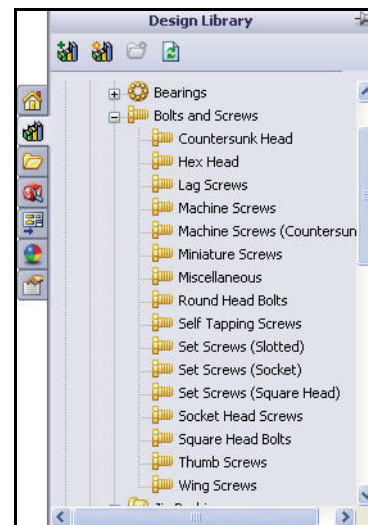 Design Library
Bearings
Bolts and Screws
Countersunk Head
Hex Head
Lag Screws
Machine Screws
Machine Screws (Countersun
Miniature Screws
Miscellaneous
Round Head Bolts
Self Tapping Screws
Set Screws (Slotted)
Set Screws (Socket)
Set Screws (Square Head)
Socket Head Screws
Square Head Bolts
Thumb Screws
Wing Screws